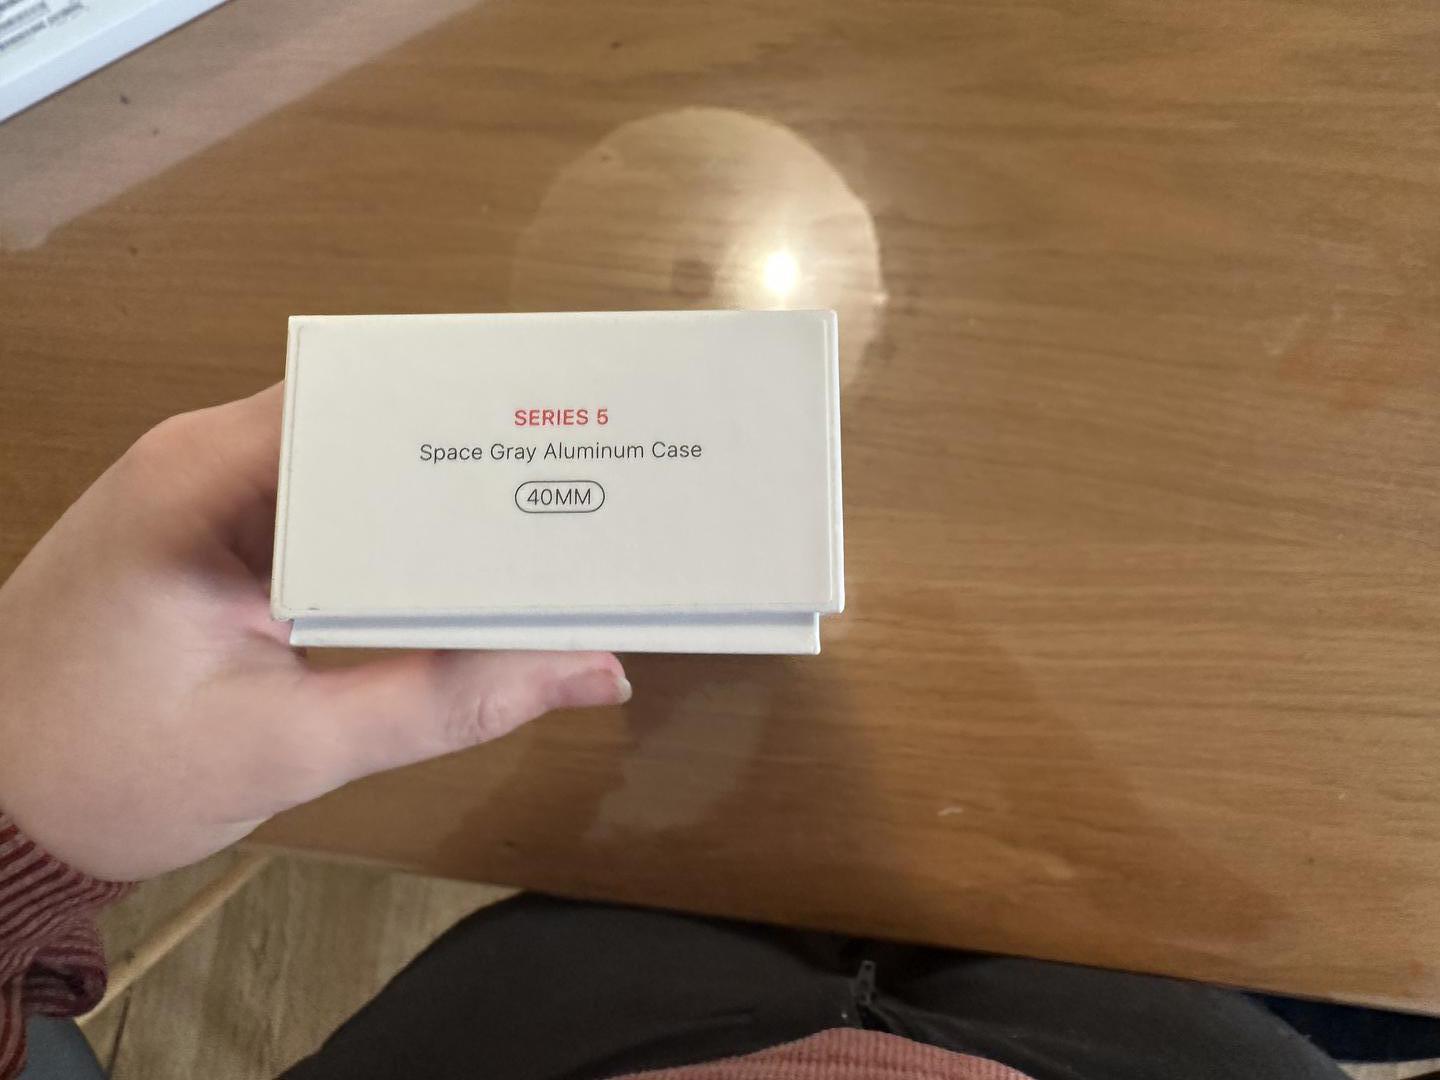 SERIES 5
Space Gray Aluminum Case
40MM